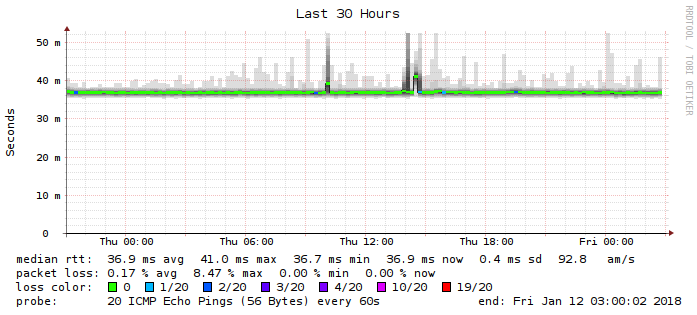 Last 30 Hours
RRDTOOL / TOBI OETIKER
Seconds
50 m
40 m
30 m
20 m
10 m
0
Thu 00:00 Thu 06:00 Thu 12:00 Thu 18:00 Fri 00:00
median rtt: 36.9 ms avg 41.0 ms max 36.7 ms min 36.9 ms now 0.4 ms sd 92.8 am/s
packet loss: 0.17 % avg 8.47 % max 0.00 % min 0.00 % now
loss color: 0 1/20 2/20 3/20 4/20 10/20 19/20
probe: 20 ICMP Echo Pings (56 Bytes) every 60s end: Fri Jan 12 03:00:02 2018